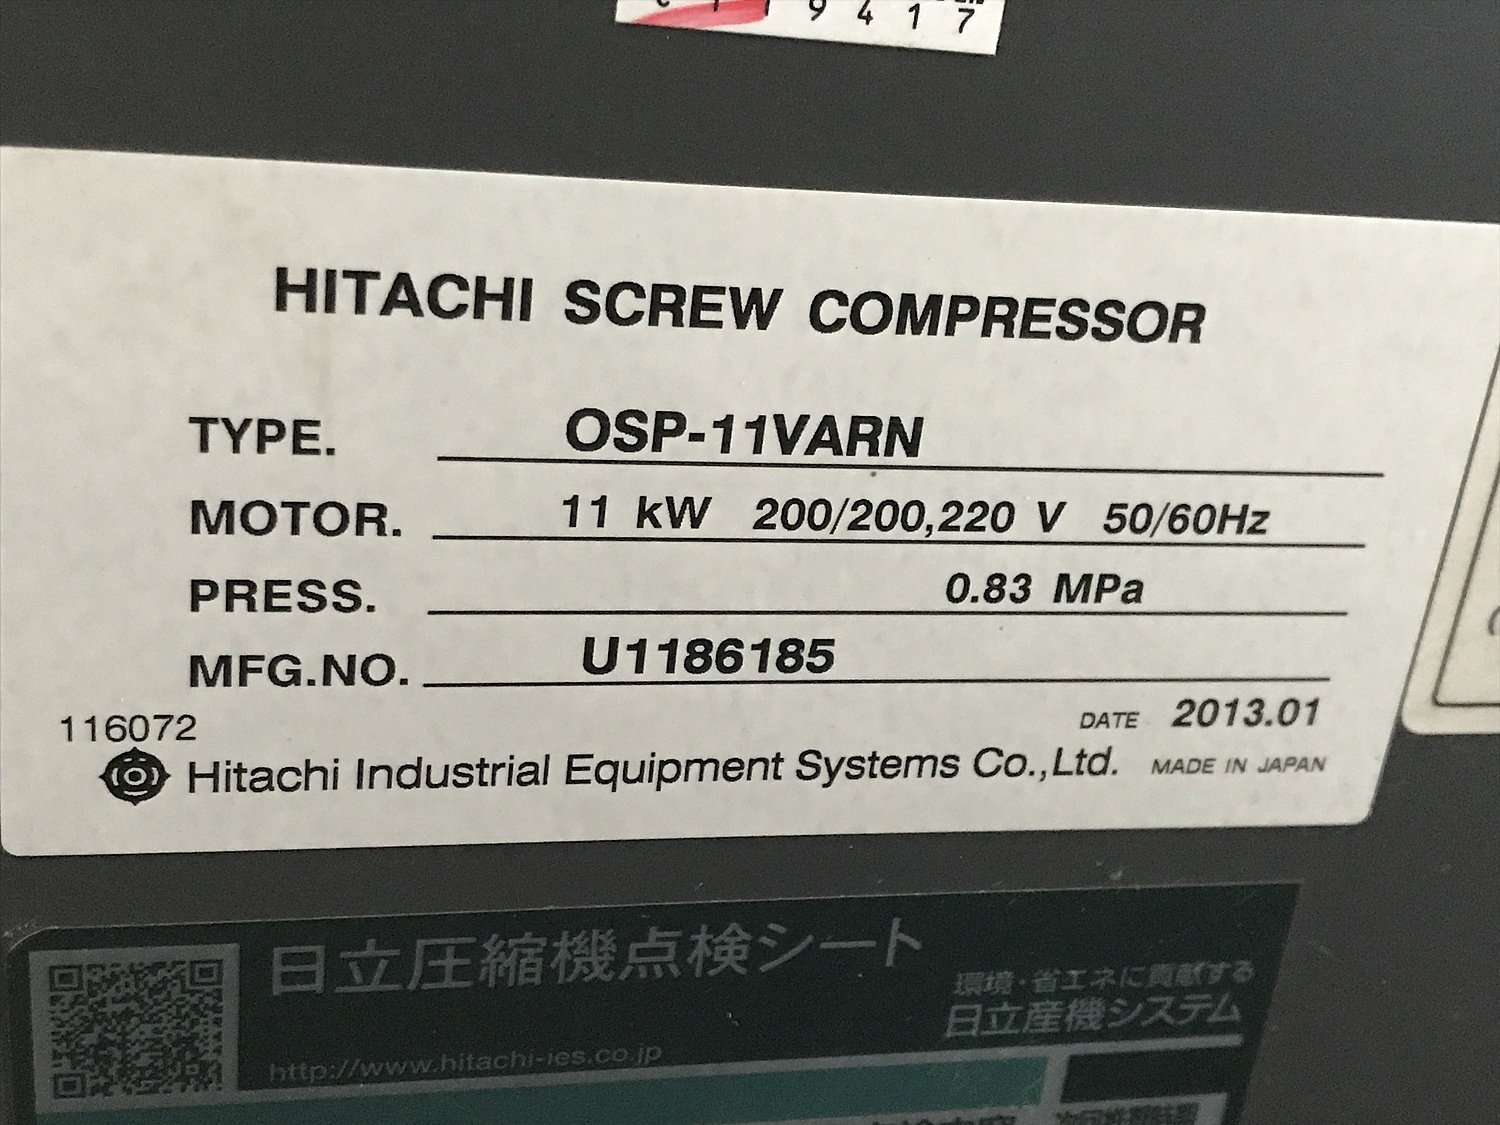 9417
HITACHI SCREW COMPRESSOR
TYPE. OSP-11VARN
MOTOR. 11 kW 200/200,220 V 50/60Hz
PRESS. 0.83 MPa
MFG.NO. U1186185
116072 DATE 2013.01
Hitachi Industrial Equipment Systems Co.,Ltd. MADE IN JAPAN
日立圧縮機点検シート
環境・省エネに貢献する
日立産機システム
http://www.hitachi-ies.co.jp